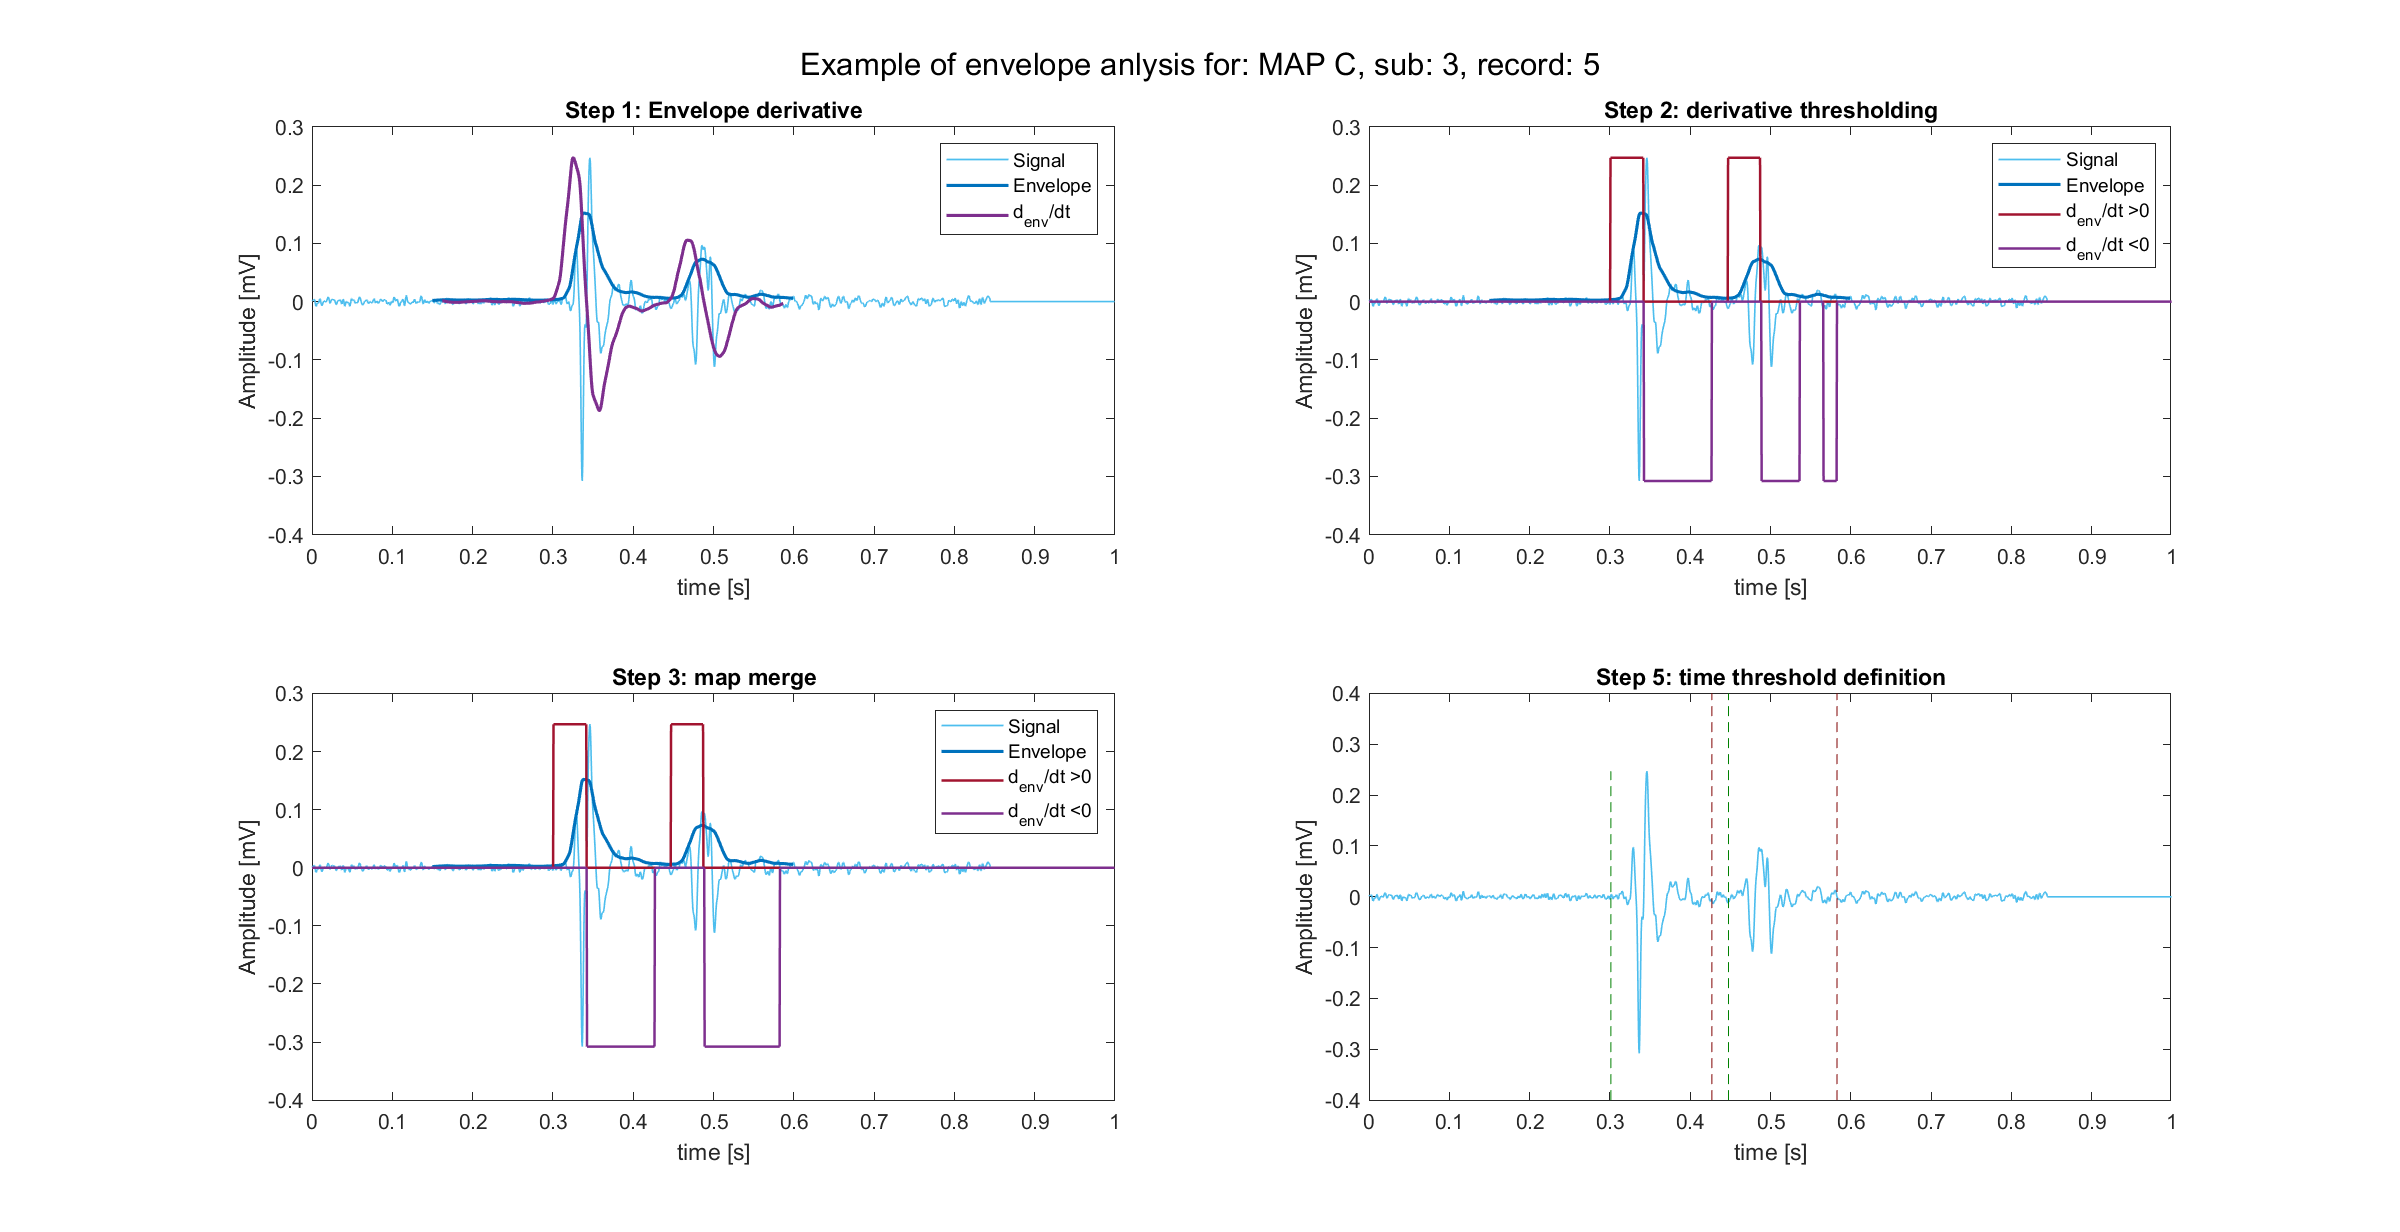 Example of envelope anlysis for: MAP C, sub: 3, record: 5
Step 1: Envelope derivative
0.3
0.2
0.1
0
-0.1
-0.2
-0.3
-0.4
Amplitude [mV]
0 0.1 0.2 0.3 0.4 0.5 0.6 0.7 0.8 0.9 1
time [s]
Signal
Envelope
d_env/dt
Step 2: derivative thresholding
0.3
0.2
0.1
0
-0.1
-0.2
-0.3
-0.4
Amplitude [mV]
0 0.1 0.2 0.3 0.4 0.5 0.6 0.7 0.8 0.9 1
time [s]
Signal
Envelope
d_env/dt >0
d_env/dt <0
Step 3: map merge
0.3
0.2
0.1
0
-0.1
-0.2
-0.3
-0.4
Amplitude [mV]
0 0.1 0.2 0.3 0.4 0.5 0.6 0.7 0.8 0.9 1
time [s]
Signal
Envelope
d_env/dt >0
d_env/dt <0
Step 5: time threshold definition
0.4
0.3
0.2
0.1
0
-0.1
-0.2
-0.3
-0.4
Amplitude [mV]
0 0.1 0.2 0.3 0.4 0.5 0.6 0.7 0.8 0.9 1
time [s]